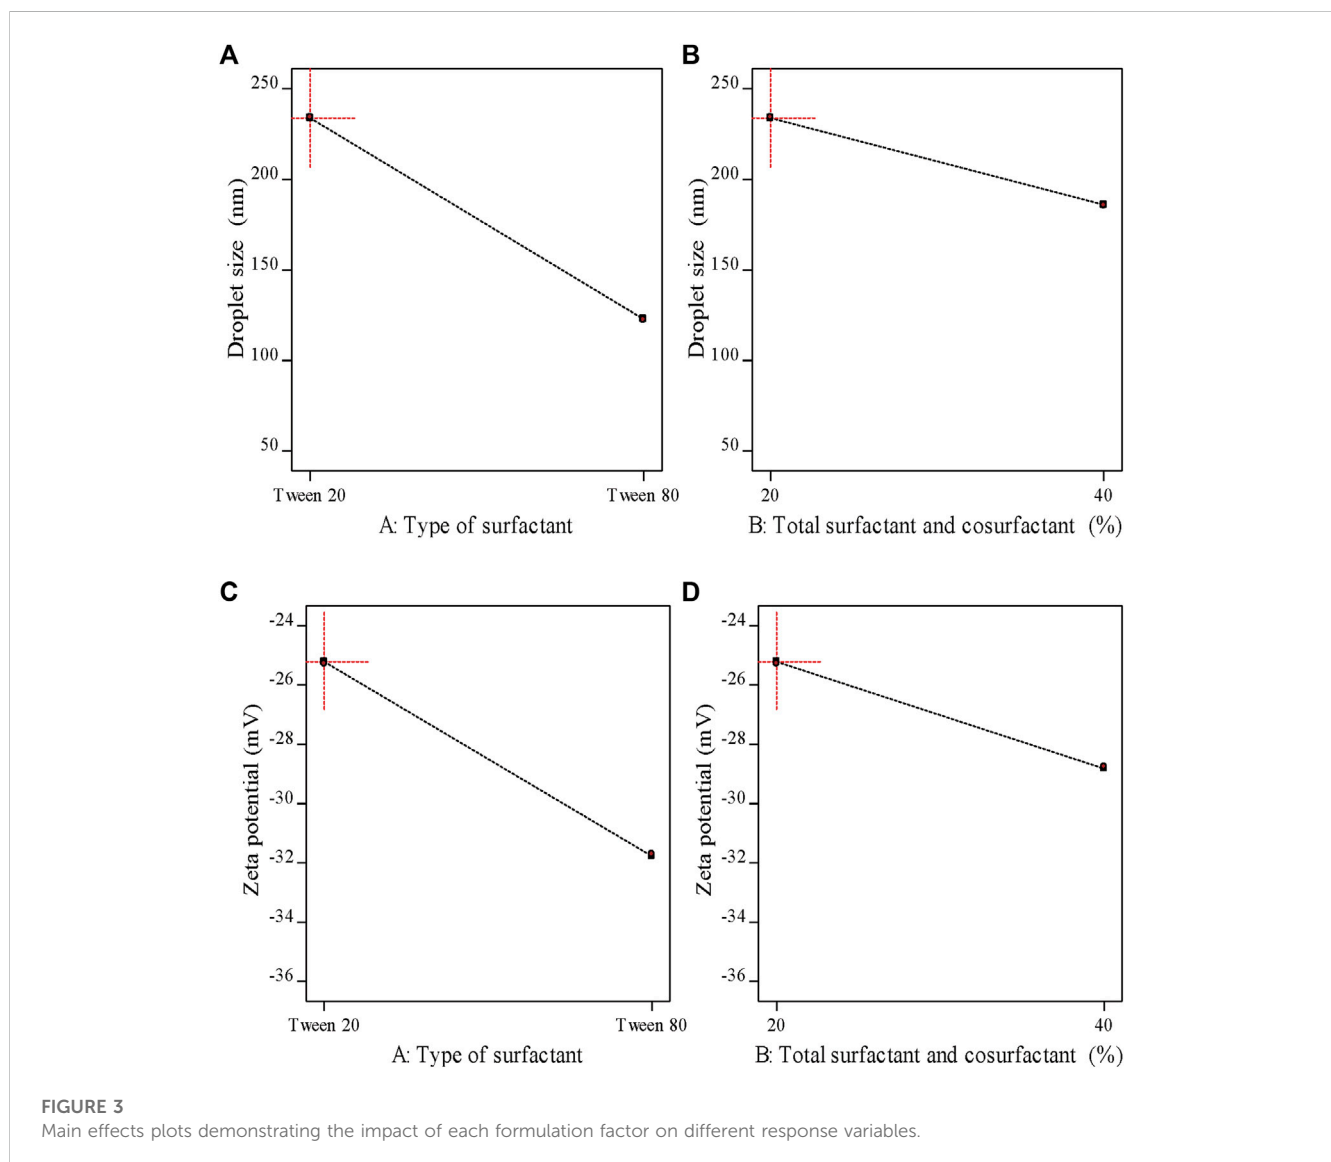 A
B
250
200
150
100
50
Droplet size (nm)
Tween 20
Tween 80
A: Type of surfactant
250
200
150
100
50
Droplet size (nm)
20
40
B: Total surfactant and cosurfactant (%)
C
D
-24
-26
-28
-30
-32
-34
-36
Zeta potential (mV)
Tween 20
Tween 80
A: Type of surfactant
-24
-26
-28
-30
-32
-34
-36
Zeta potential (mV)
20
40
B: Total surfactant and cosurfactant (%)
FIGURE 3
Main effects plots demonstrating the impact of each formulation factor on different response variables.